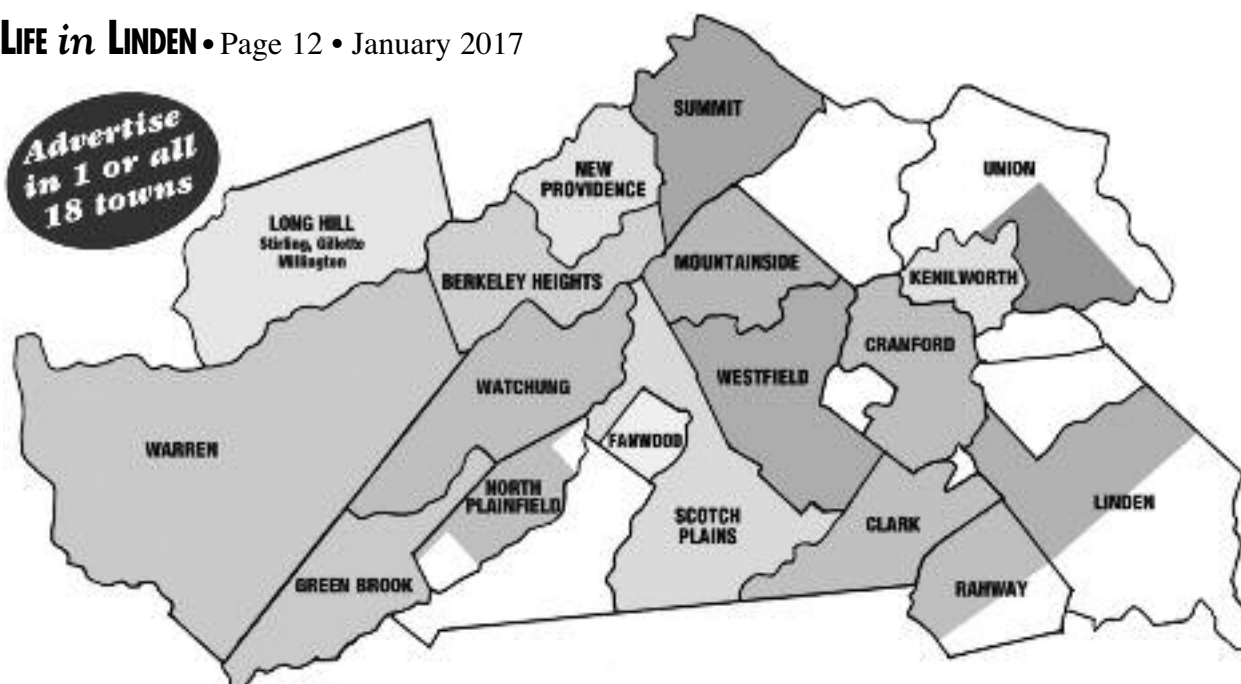 LIFE in LINDEN • Page 12 • January 2017
Advertise
in 1 or all
18 towns
SUMMIT
NEW
PROVIDENCE
UNION
LONG HILL
Stirling, Gillette
Millington
MOUNTAINSIDE
KENILWORTH
BERKELEY HEIGHTS
CRANFORD
WATCHUNG
WESTFIELD
WARREN
FANWOOD
NORTH
PLAINFIELD
SCOTCH
PLAINS
CLARK
LINDEN
GREEN BROOK
RAHWAY